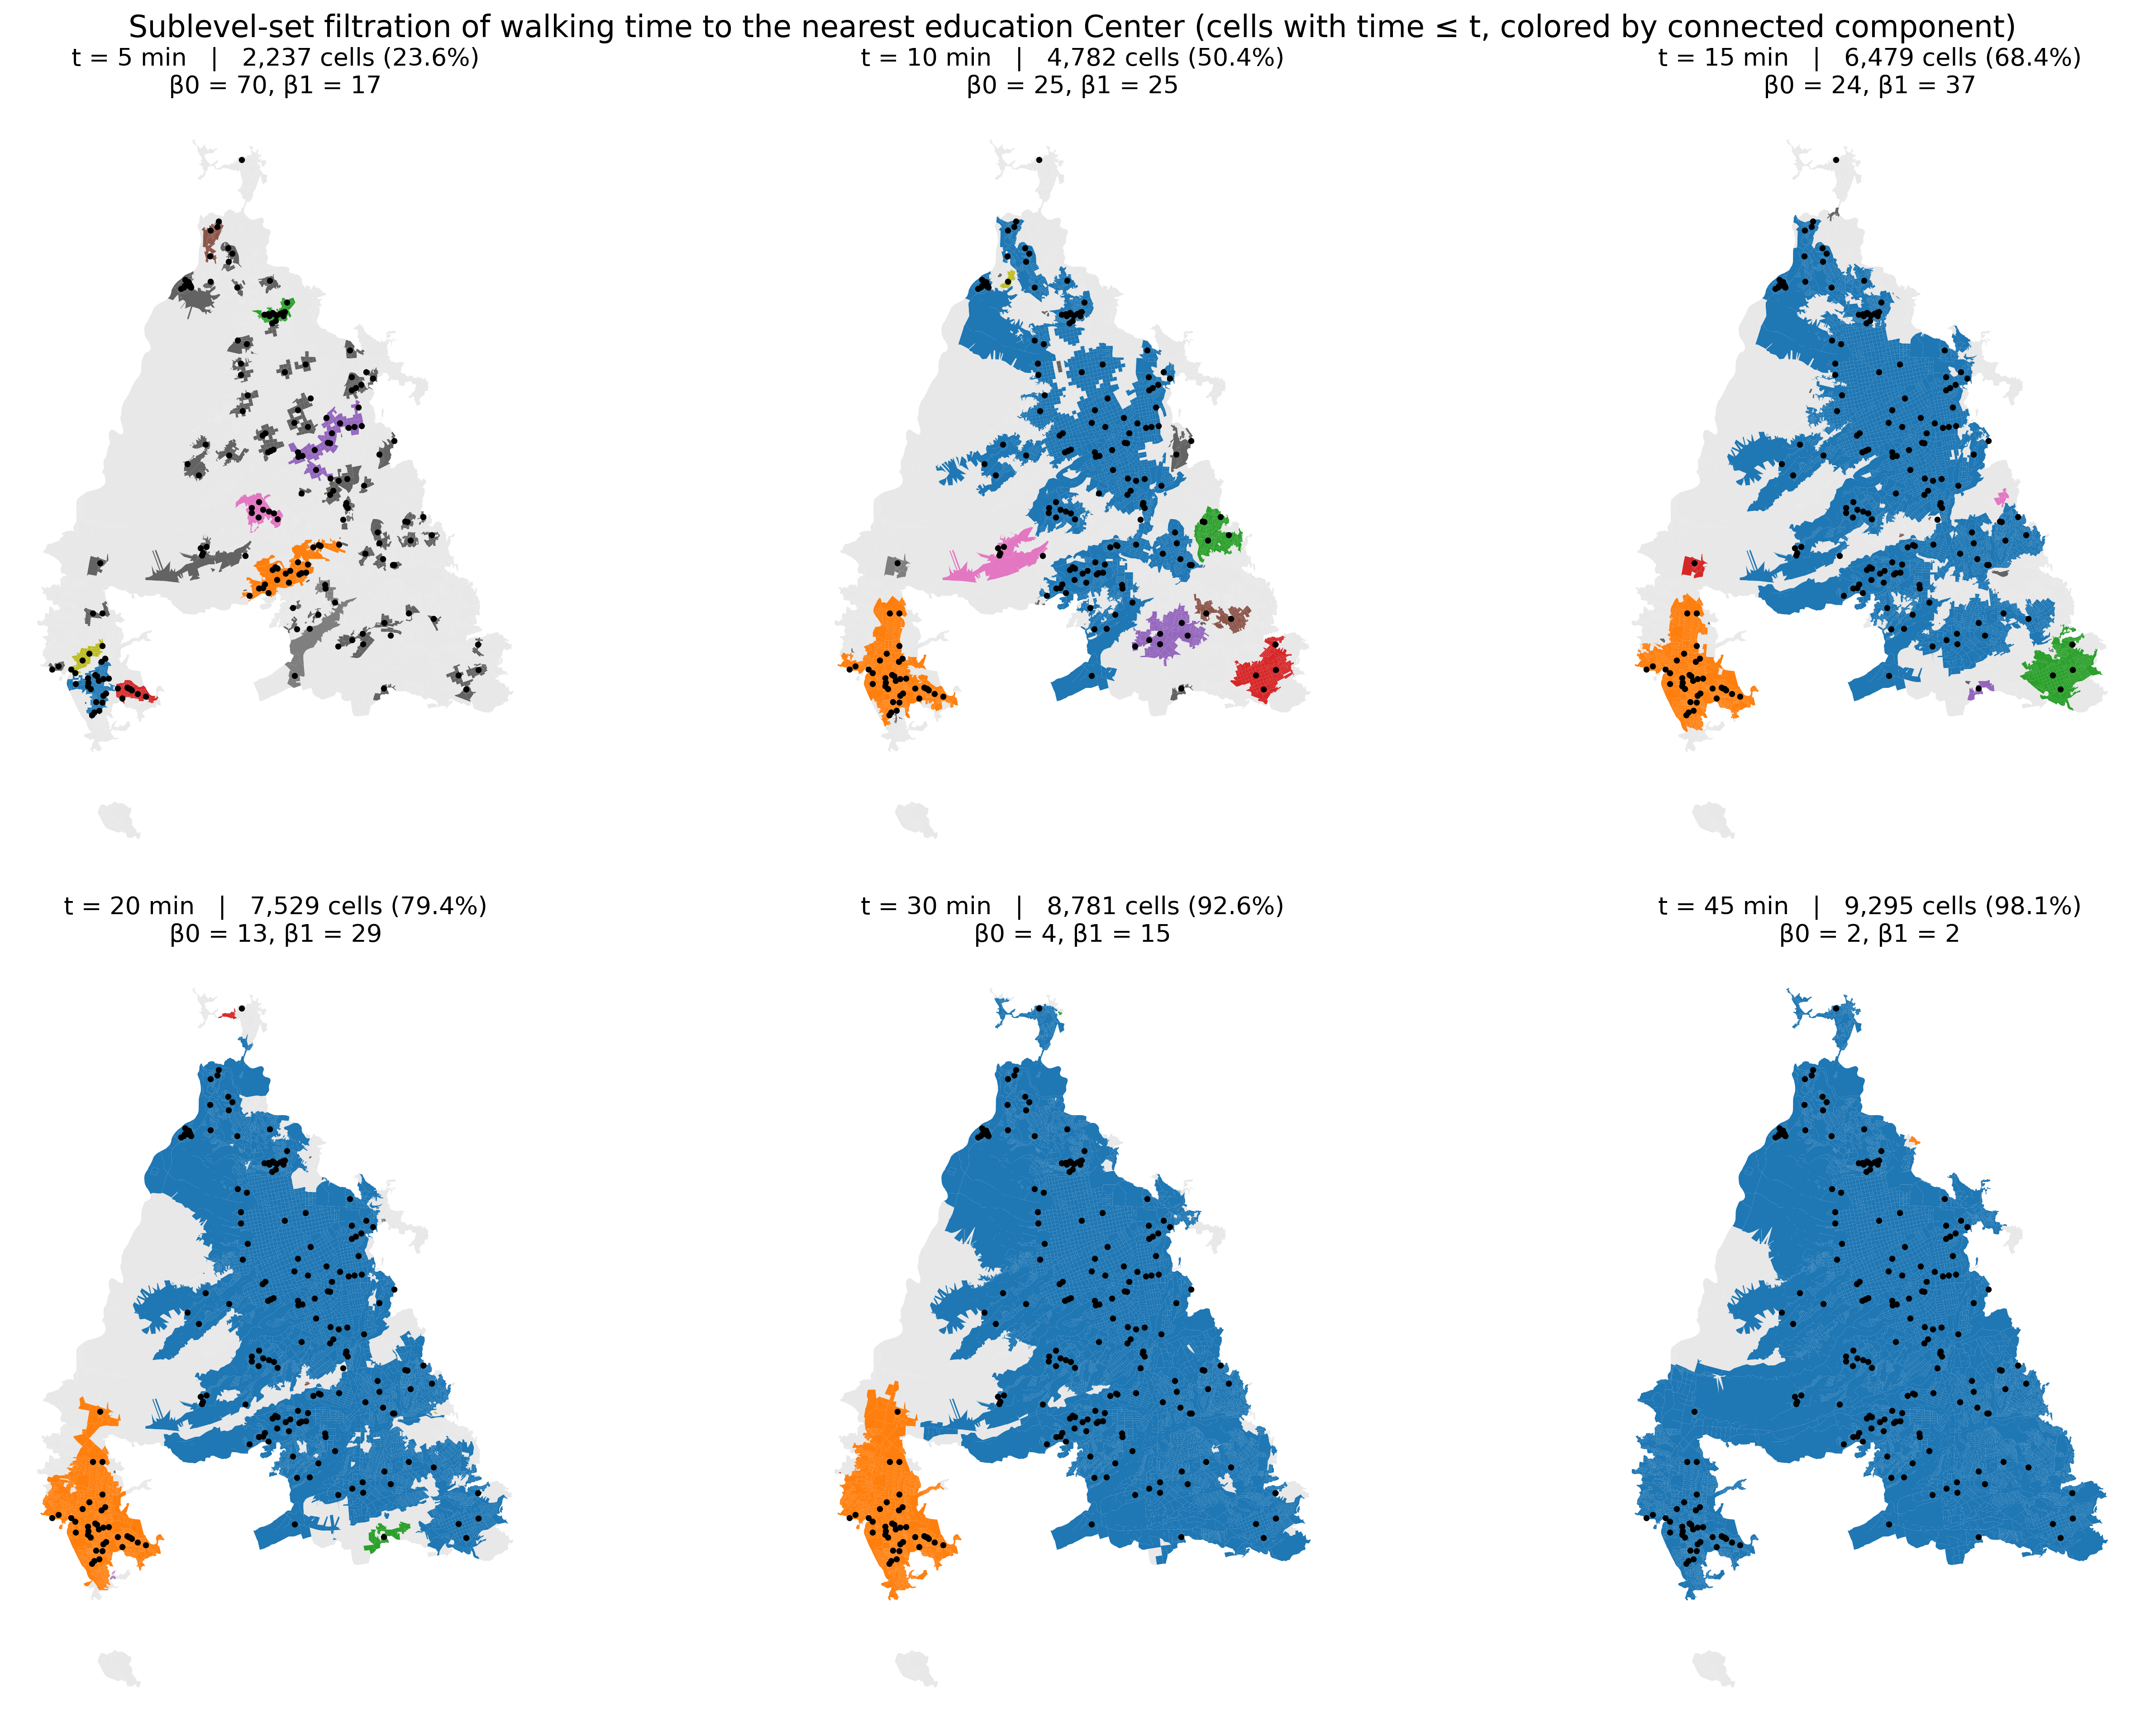 Sublevel-set filtration of walking time to the nearest education Center (cells with time ≤ t, colored by connected component)
t = 5 min | 2,237 cells (23.6%)
β0 = 70, β1 = 17
t = 10 min | 4,782 cells (50.4%)
β0 = 25, β1 = 25
t = 15 min | 6,479 cells (68.4%)
β0 = 24, β1 = 37
t = 20 min | 7,529 cells (79.4%)
β0 = 13, β1 = 29
t = 30 min | 8,781 cells (92.6%)
β0 = 4, β1 = 15
t = 45 min | 9,295 cells (98.1%)
β0 = 2, β1 = 2